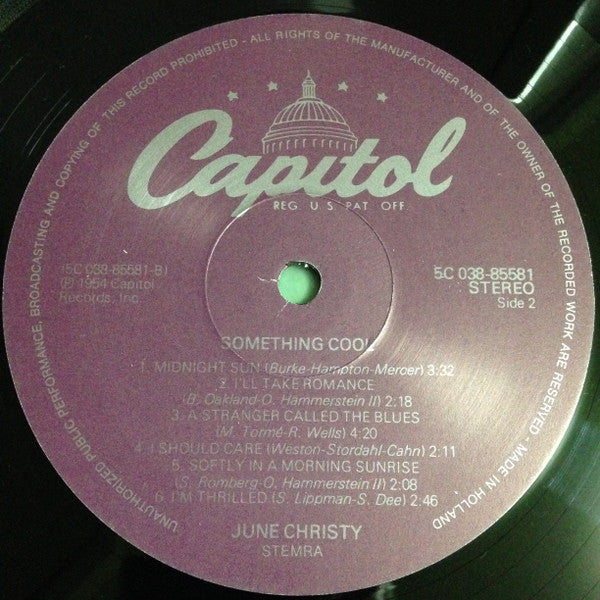 UNAUTHORIZED PUBLIC PERFORMANCE, BROADCASTING AND COPYING OF THIS RECORD PROHIBITED - ALL RIGHTS OF THE MANUFACTURER AND OF THE OWNER OF THE RECORDED WORK ARE RESERVED - MADE IN HOLLAND
Capitol
REG. U.S. PAT. OFF.
(5C 038-85581-B)
℗ 1954 Capitol
Records, Inc.
5C 038-85581
STEREO
Side 2
SOMETHING COOL
1. MIDNIGHT SUN (Burke-Hampton-Mercer) 3:32
2. I'LL TAKE ROMANCE
(B. Oakland-O. Hammerstein II) 2:18
3. A STRANGER CALLED THE BLUES
(M. Tormé-R. Wells) 4:20
4. I SHOULD CARE (Weston-Stordahl-Cahn) 2:11
5. SOFTLY IN A MORNING SUNRISE
(S. Romberg-O. Hammerstein II) 2:08
6. I'M THRILLED (S. Lippman-S. Dee) 2:46
JUNE CHRISTY
STEMRA